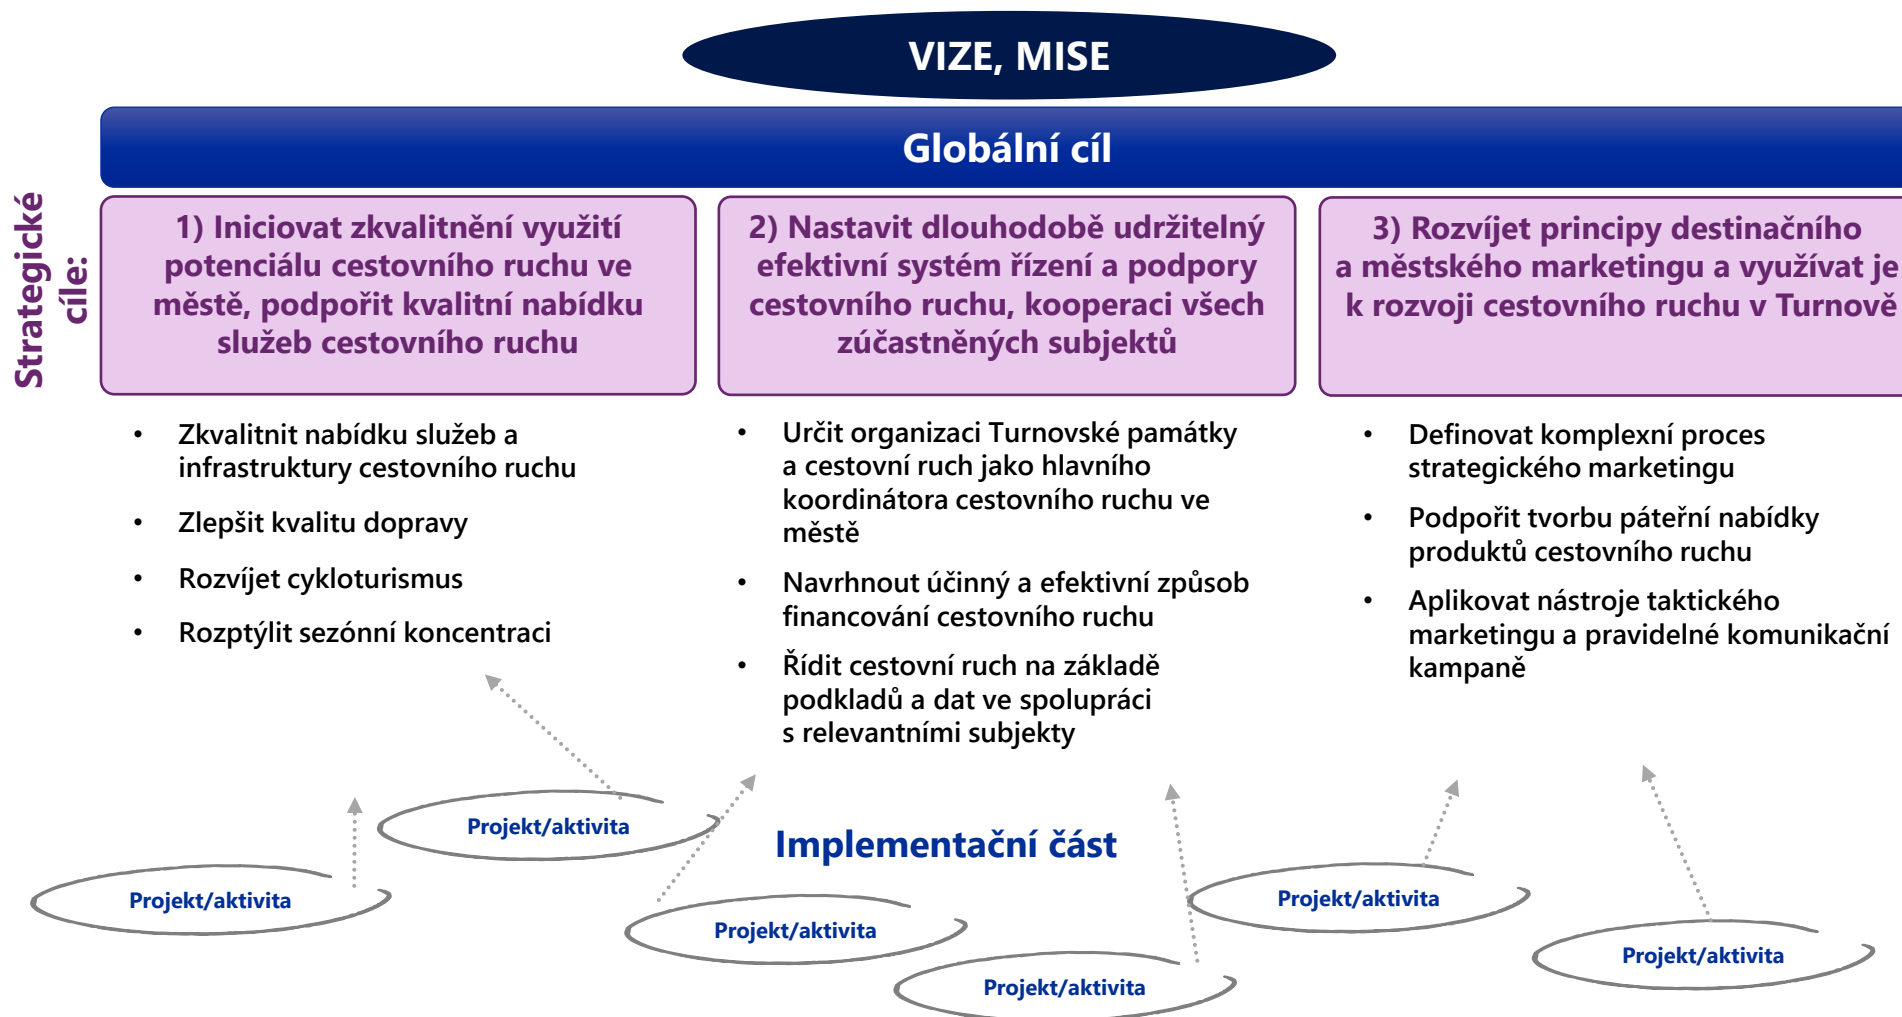 VIZE, MISE
Globální cíl
Strategické
cíle:
1) Iniciovat zkvalitnění využití
potenciálu cestovního ruchu ve
městě, podpořit kvalitní nabídku
služeb cestovního ruchu
2) Nastavit dlouhodobě udržitelný
efektivní systém řízení a podpory
cestovního ruchu, kooperaci všech
zúčastněných subjektů
3) Rozvíjet principy destinačního
a městského marketingu a využívat je
k rozvoji cestovního ruchu v Turnově
• Zkvalitnit nabídku služeb a
infrastruktury cestovního ruchu
• Zlepšit kvalitu dopravy
• Rozvíjet cykloturismus
• Rozptýlit sezónní koncentraci
• Určit organizaci Turnovské památky
a cestovní ruch jako hlavního
koordinátora cestovního ruchu ve
městě
• Navrhnout účinný a efektivní způsob
financování cestovního ruchu
• Řídit cestovní ruch na základě
podkladů a dat ve spolupráci
s relevantními subjekty
• Definovat komplexní proces
strategického marketingu
• Podpořit tvorbu páteřní nabídky
produktů cestovního ruchu
• Aplikovat nástroje taktického
marketingu a pravidelné komunikační
kampaně
Implementační část
Projekt/aktivita
Projekt/aktivita
Projekt/aktivita
Projekt/aktivita
Projekt/aktivita
Projekt/aktivita